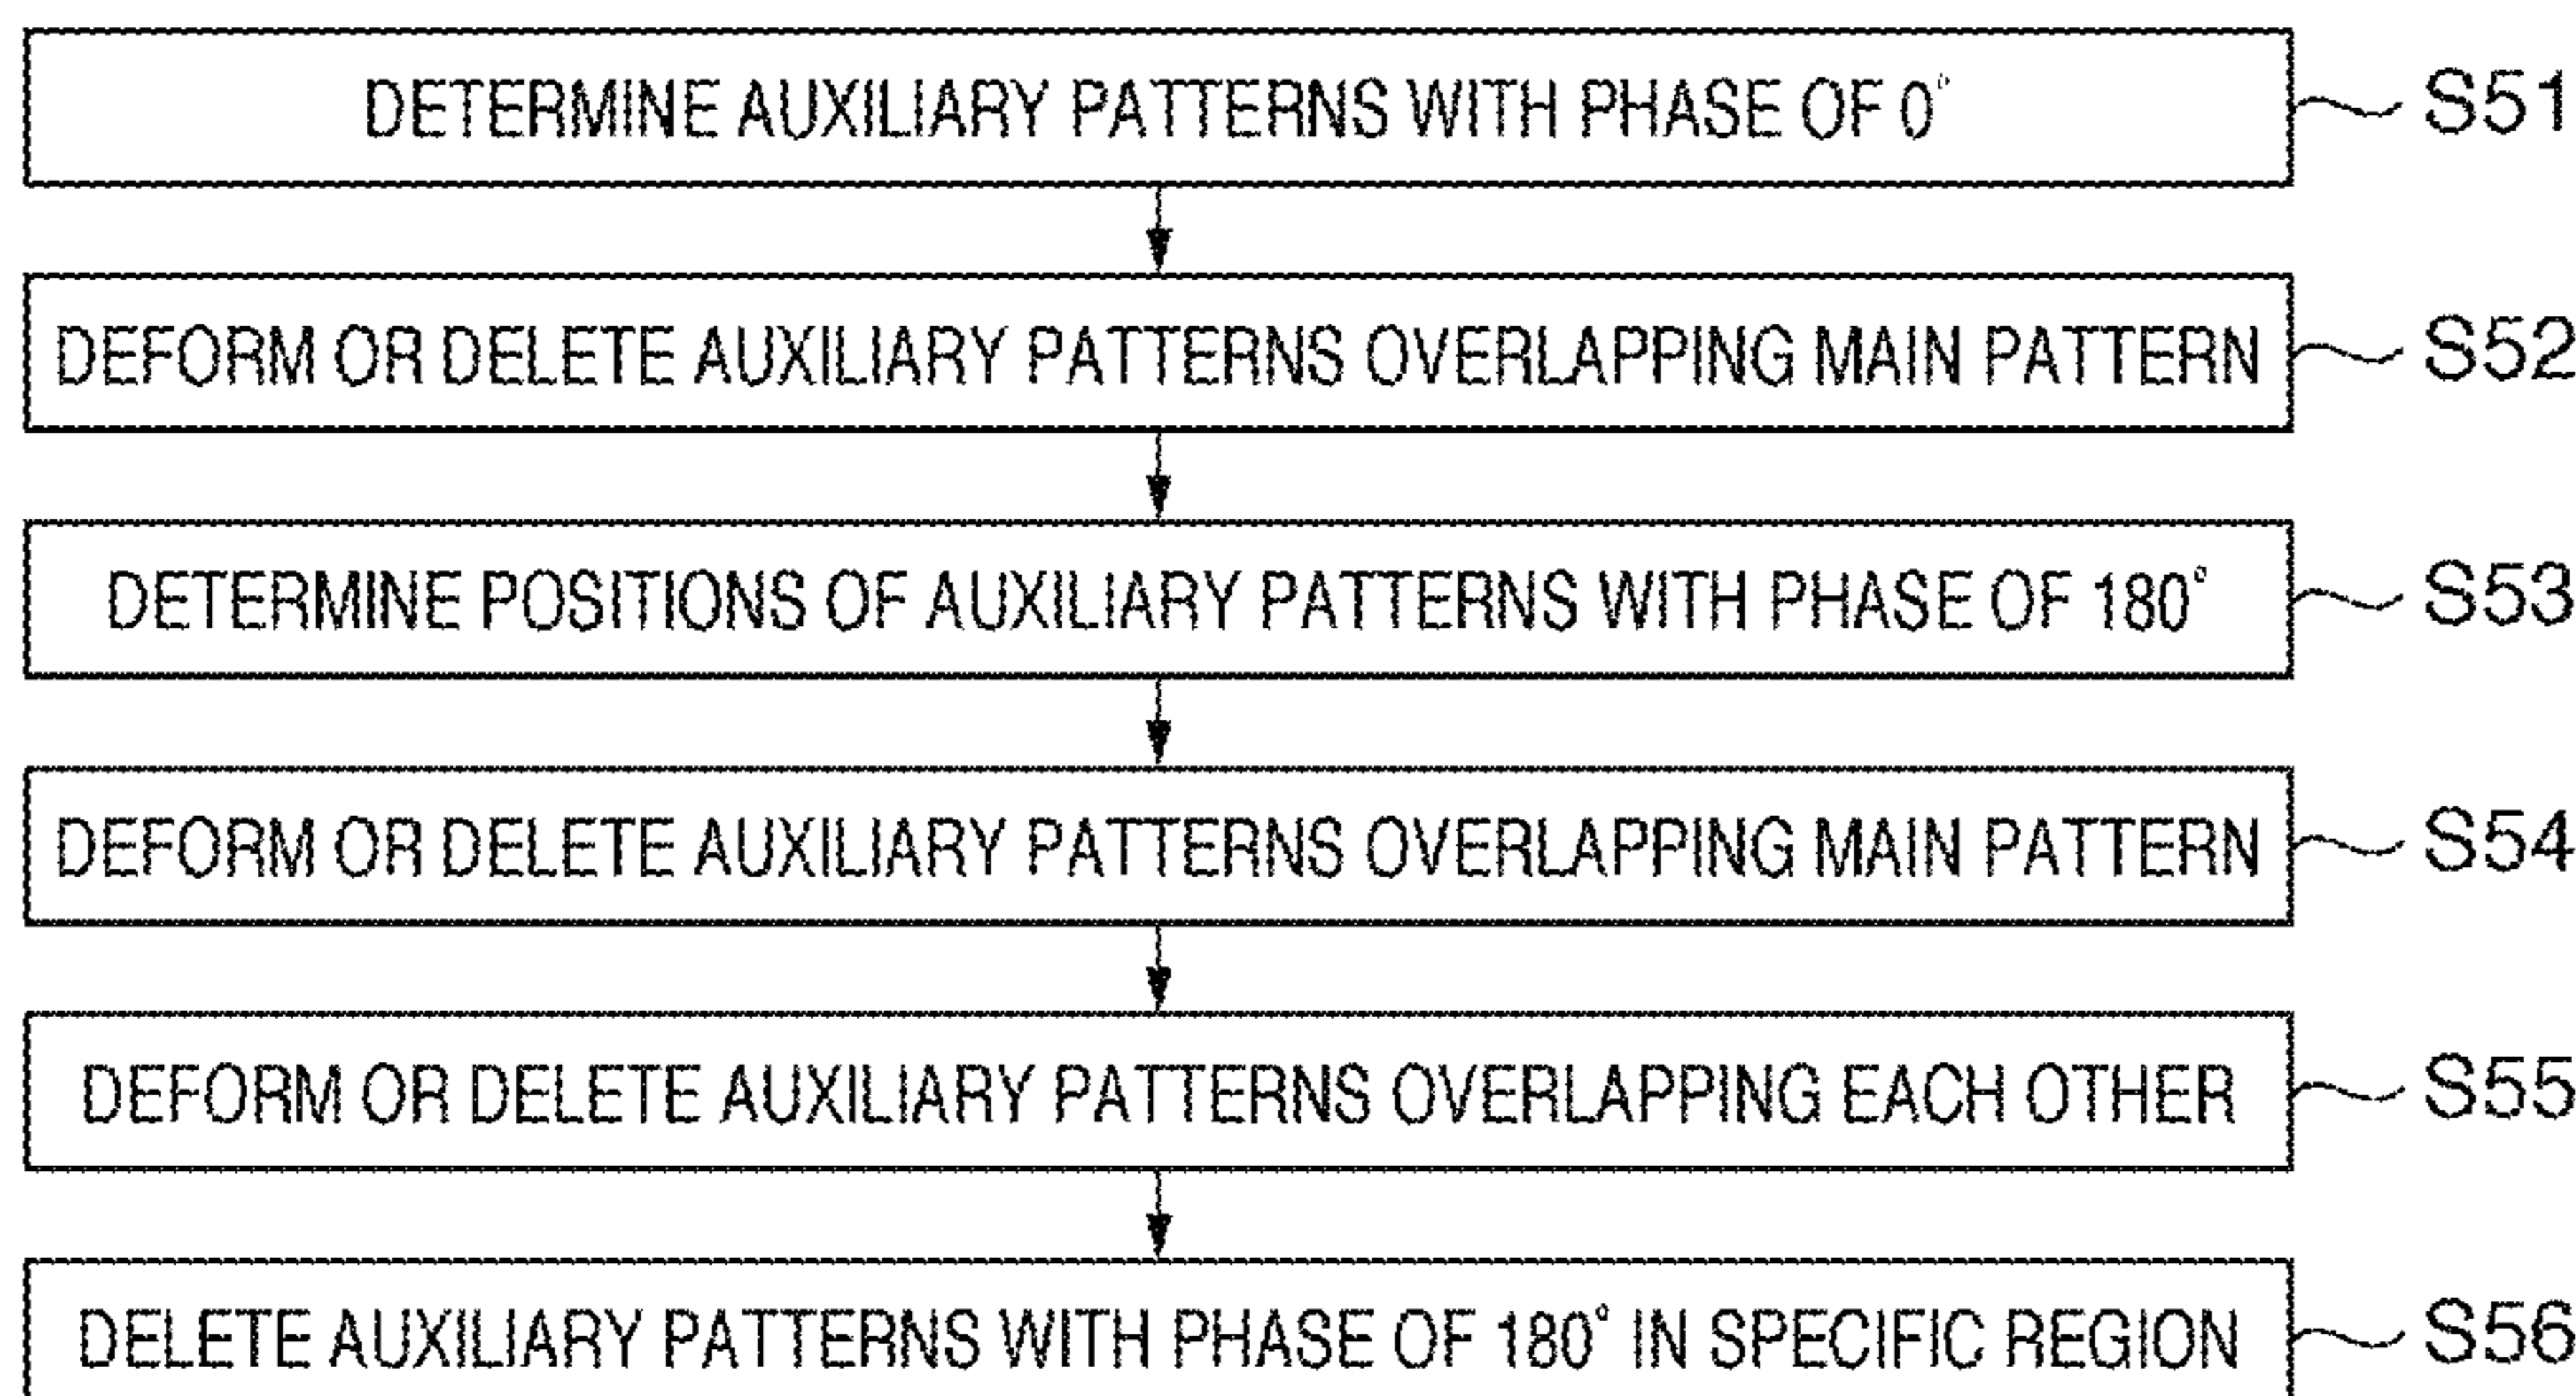 DETERMINE AUXILIARY PATTERNS WITH PHASE OF 0° S51
DEFORM OR DELETE AUXILIARY PATTERNS OVERLAPPING MAIN PATTERN S52
DETERMINE POSITIONS OF AUXILIARY PATTERNS WITH PHASE OF 180° S53
DEFORM OR DELETE AUXILIARY PATTERNS OVERLAPPING MAIN PATTERN S54
DEFORM OR DELETE AUXILIARY PATTERNS OVERLAPPING EACH OTHER S55
DELETE AUXILIARY PATTERNS WITH PHASE OF 180° IN SPECIFIC REGION S56